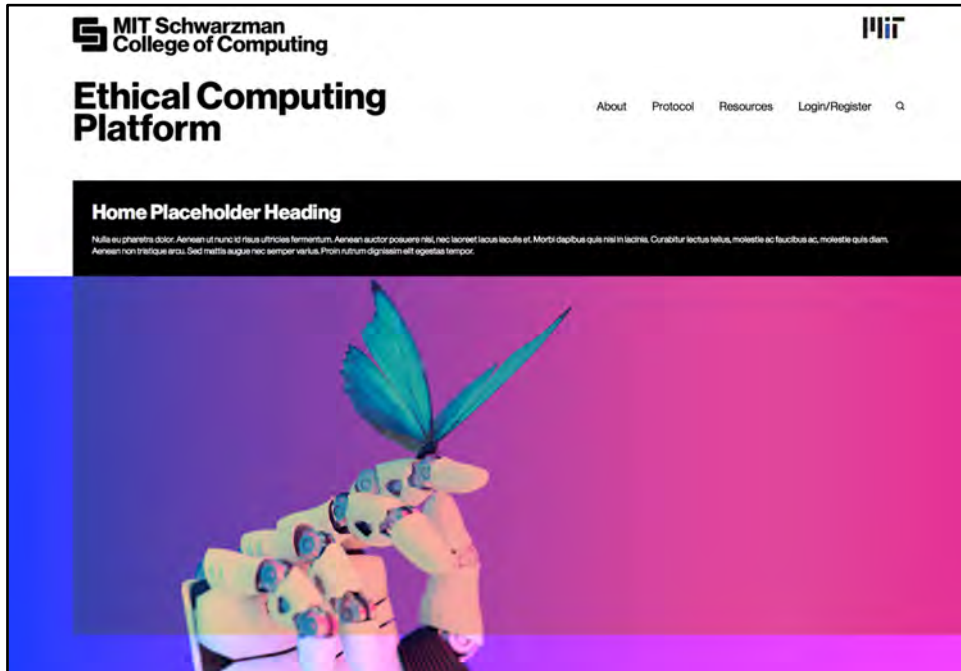 MIT Schwarzman
College of Computing
MIT
Ethical Computing
Platform
About Protocol Resources Login/Register
Home Placeholder Heading
Nulla eu pharetra dolor. Aenean ut nunc id risus ultricies fermentum. Aenean auctor posuere nisl, nec laoreet lacus iaculis et. Morbi dapibus quis nisi in lacinia. Curabitur lectus tellus, molestie ac faucibus ac, molestie quis diam.
Aenean non tristique arcu. Sed mattis augue nec semper varius. Proin rutrum dignissim elit egestas tempor.